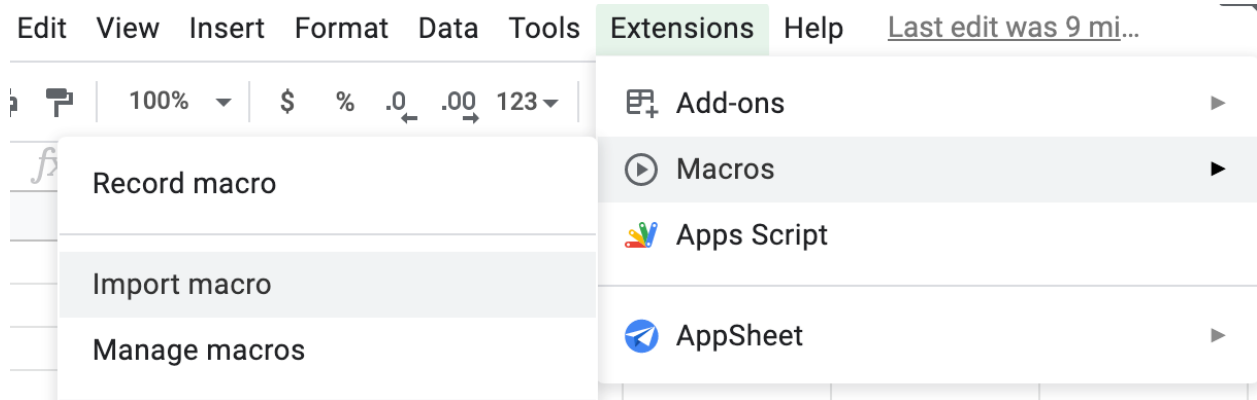 Edit View Insert Format Data Tools Extensions Help Last edit was 9 mi...
100% $ % .0 .00 123
Add-ons
fx
Macros
Record macro
Apps Script
Import macro
AppSheet
Manage macros